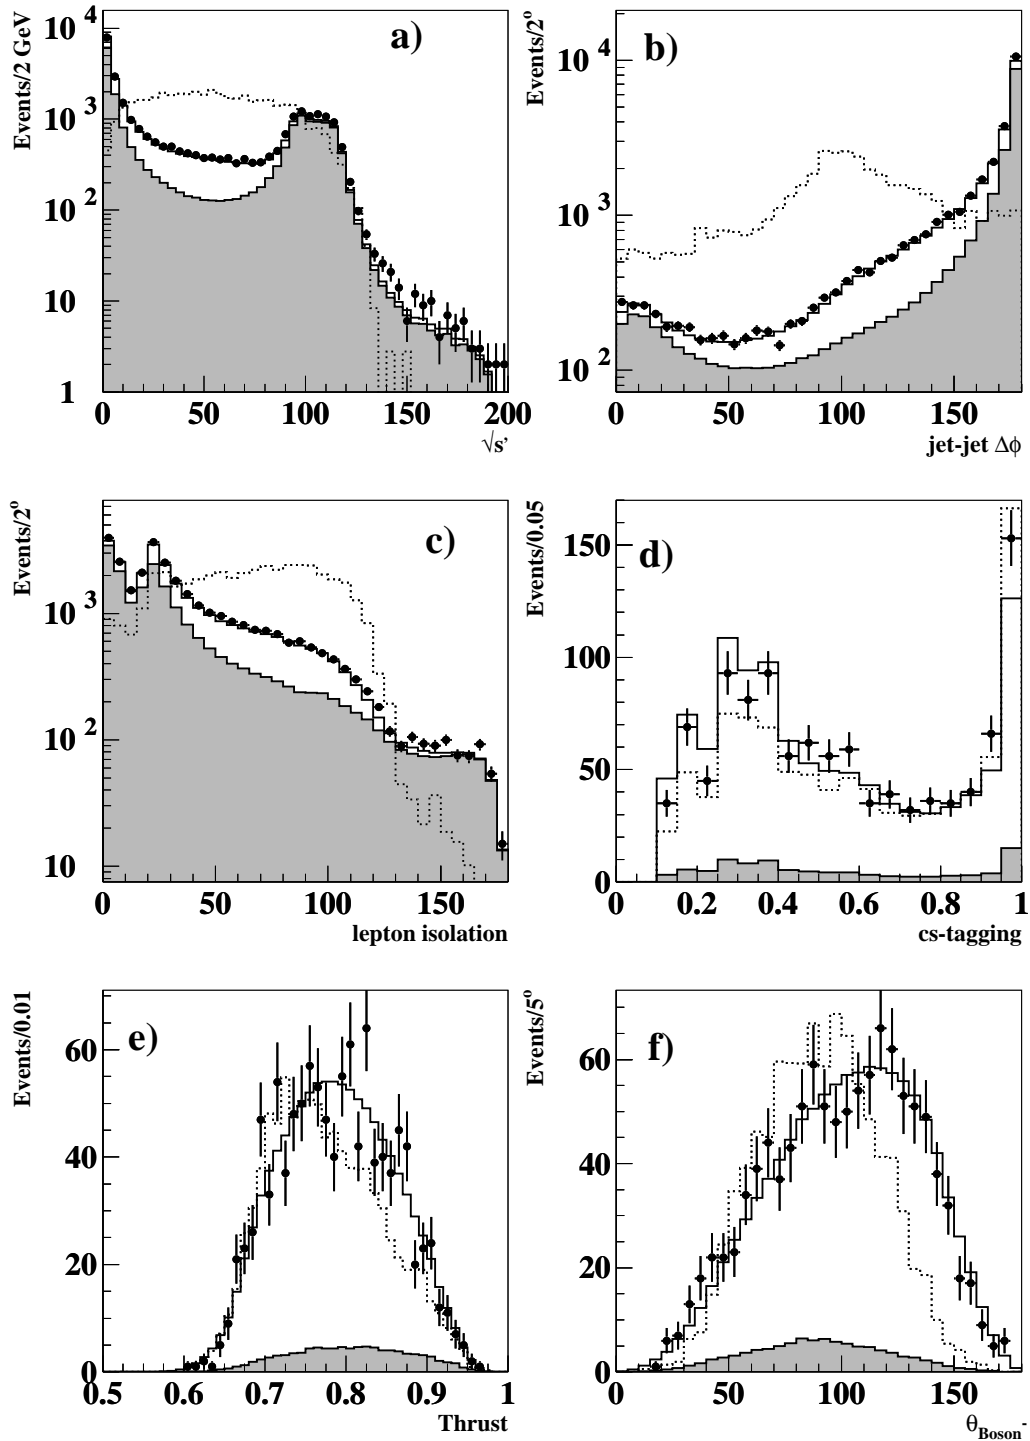 a)
Events/2 GeV
10 4
10 3
10 2
10
1
0 50 100 150 200
√s'
b)
Events/2°
10 4
10 3
10 2
0 50 100 150
jet-jet Δϕ
c)
Events/2°
10 3
10 2
10
0 50 100 150
lepton isolation
d)
Events/0.05
150
100
50
0
0 0.2 0.4 0.6 0.8 1
cs-tagging
e)
Events/0.01
60
40
20
0
0.5 0.6 0.7 0.8 0.9 1
Thrust
f)
Events/5°
60
40
20
0
0 50 100 150
θBoson-